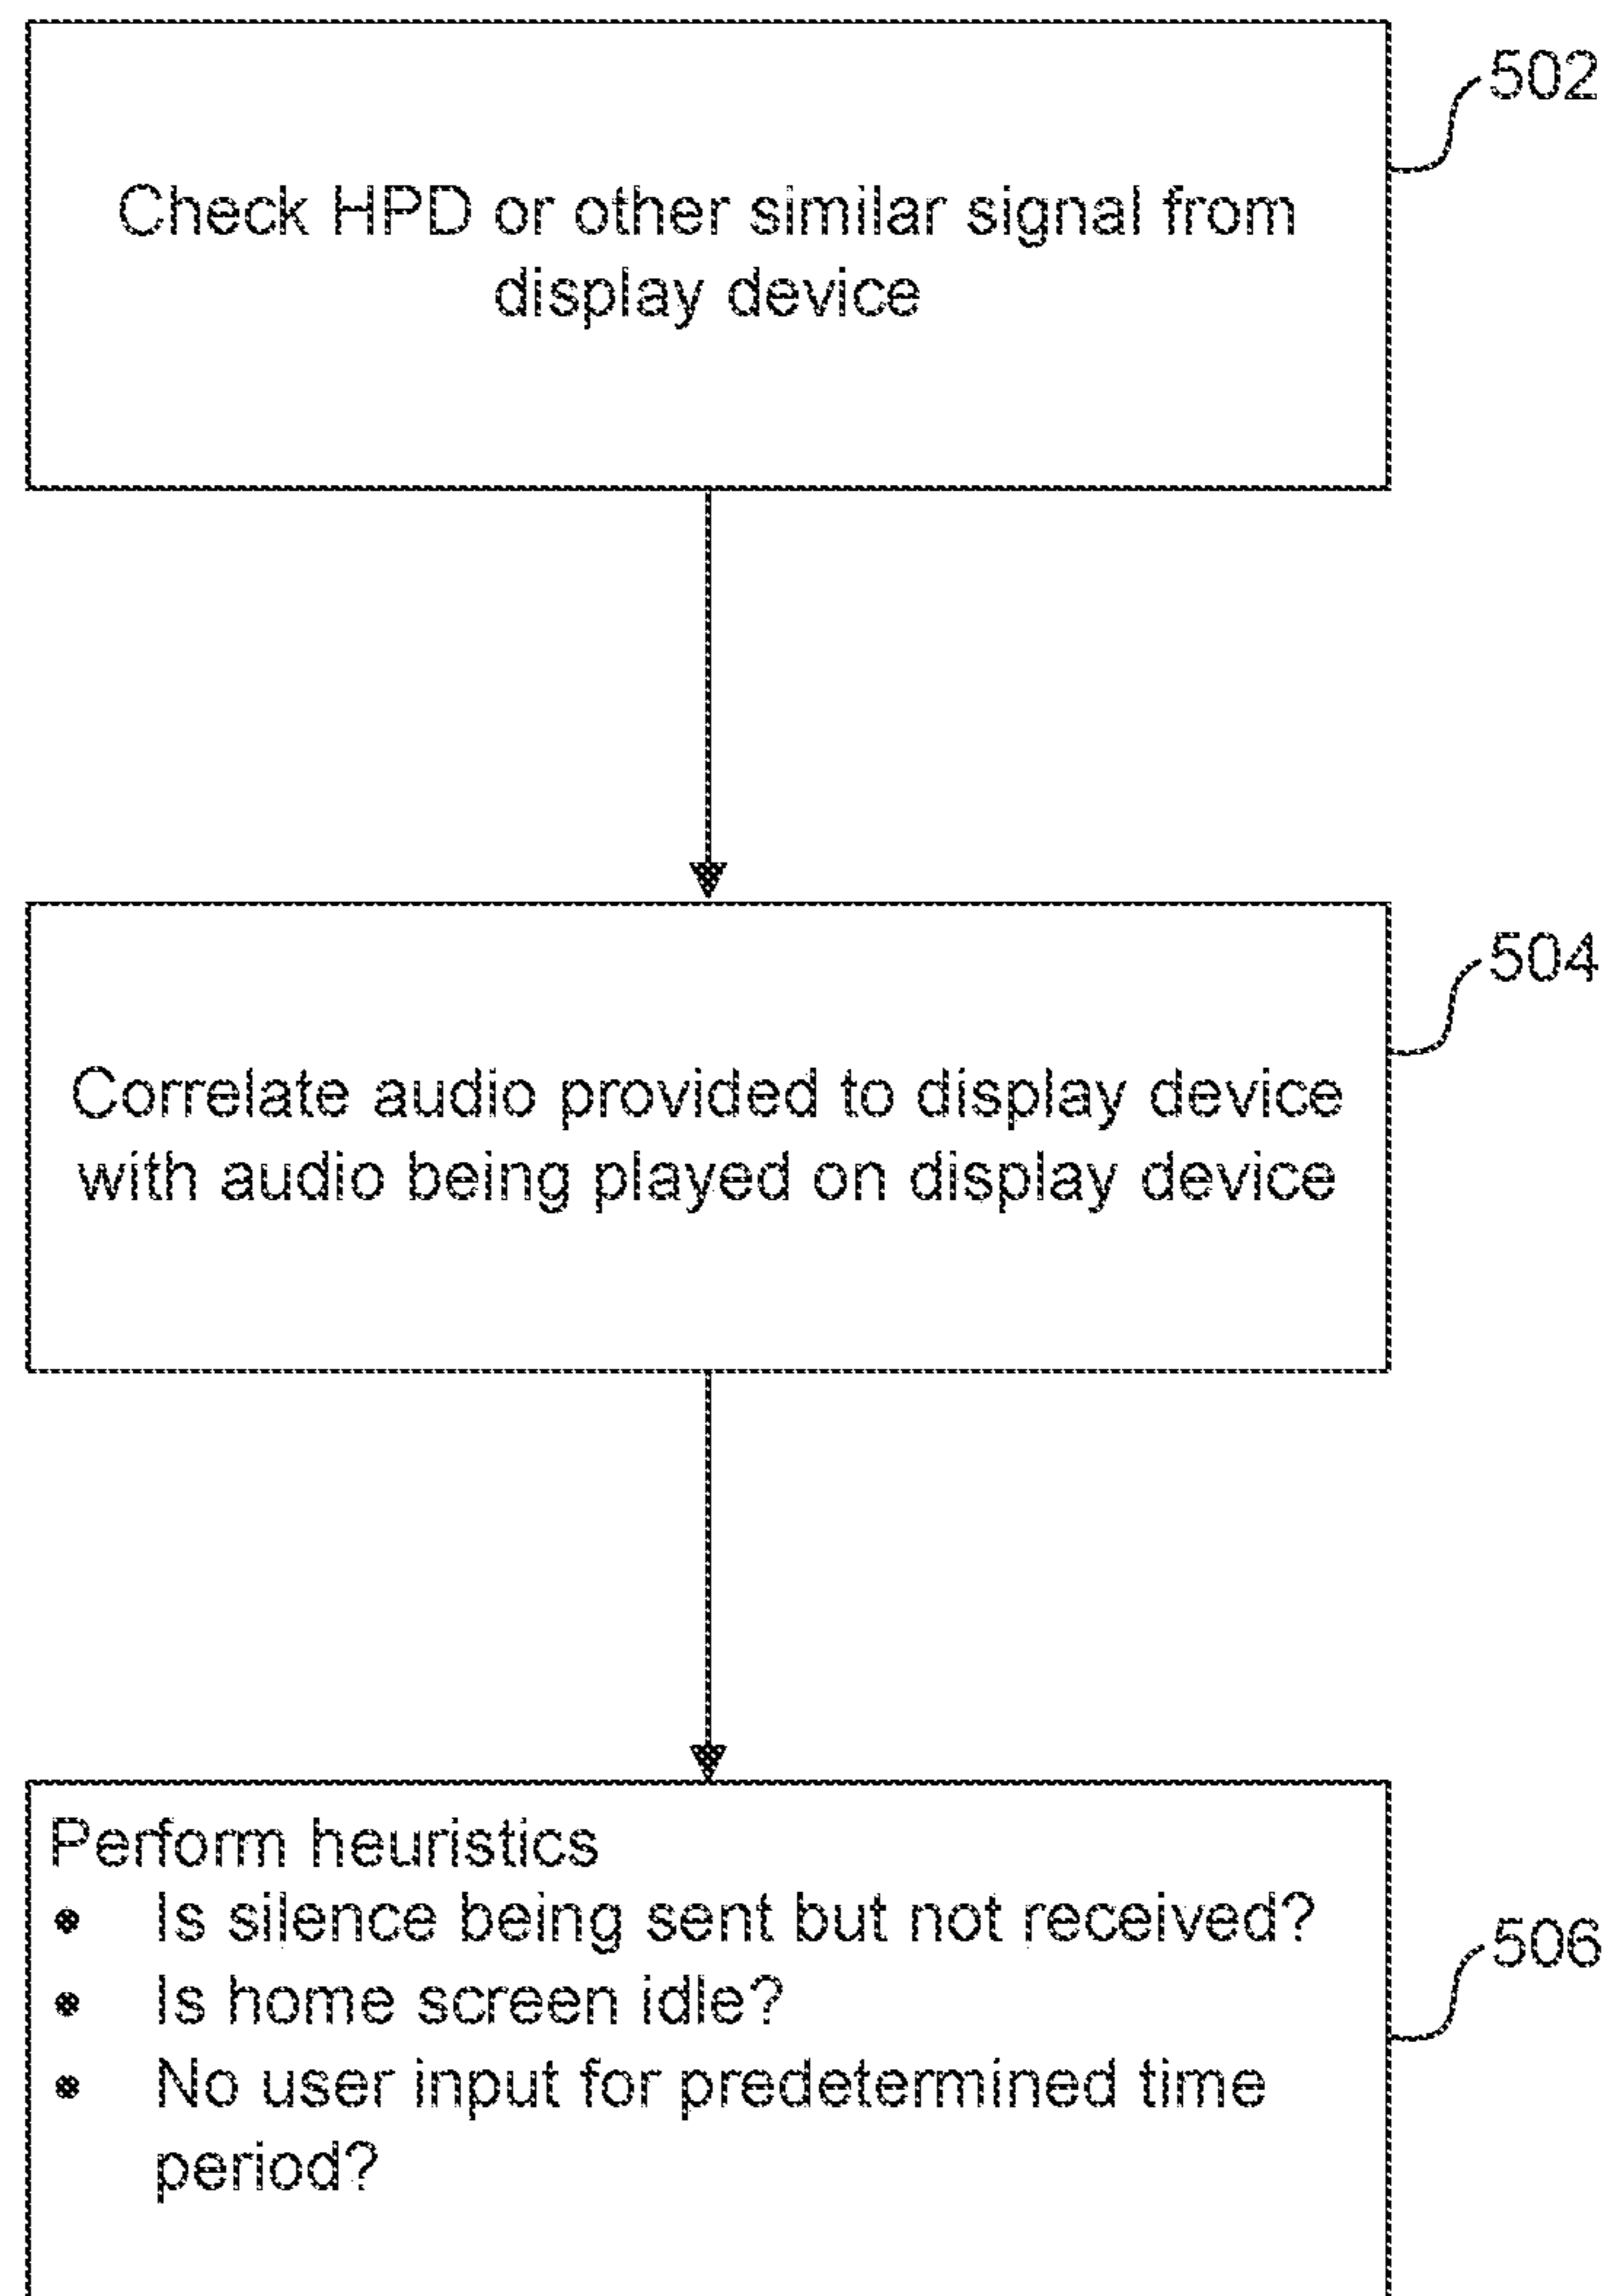 502
Check HPD or other similar signal from
display device
504
Correlate audio provided to display device
with audio being played on display device
Perform heuristics
• Is silence being sent but not received?
• Is home screen idle?
506
• No user input for predetermined time
period?